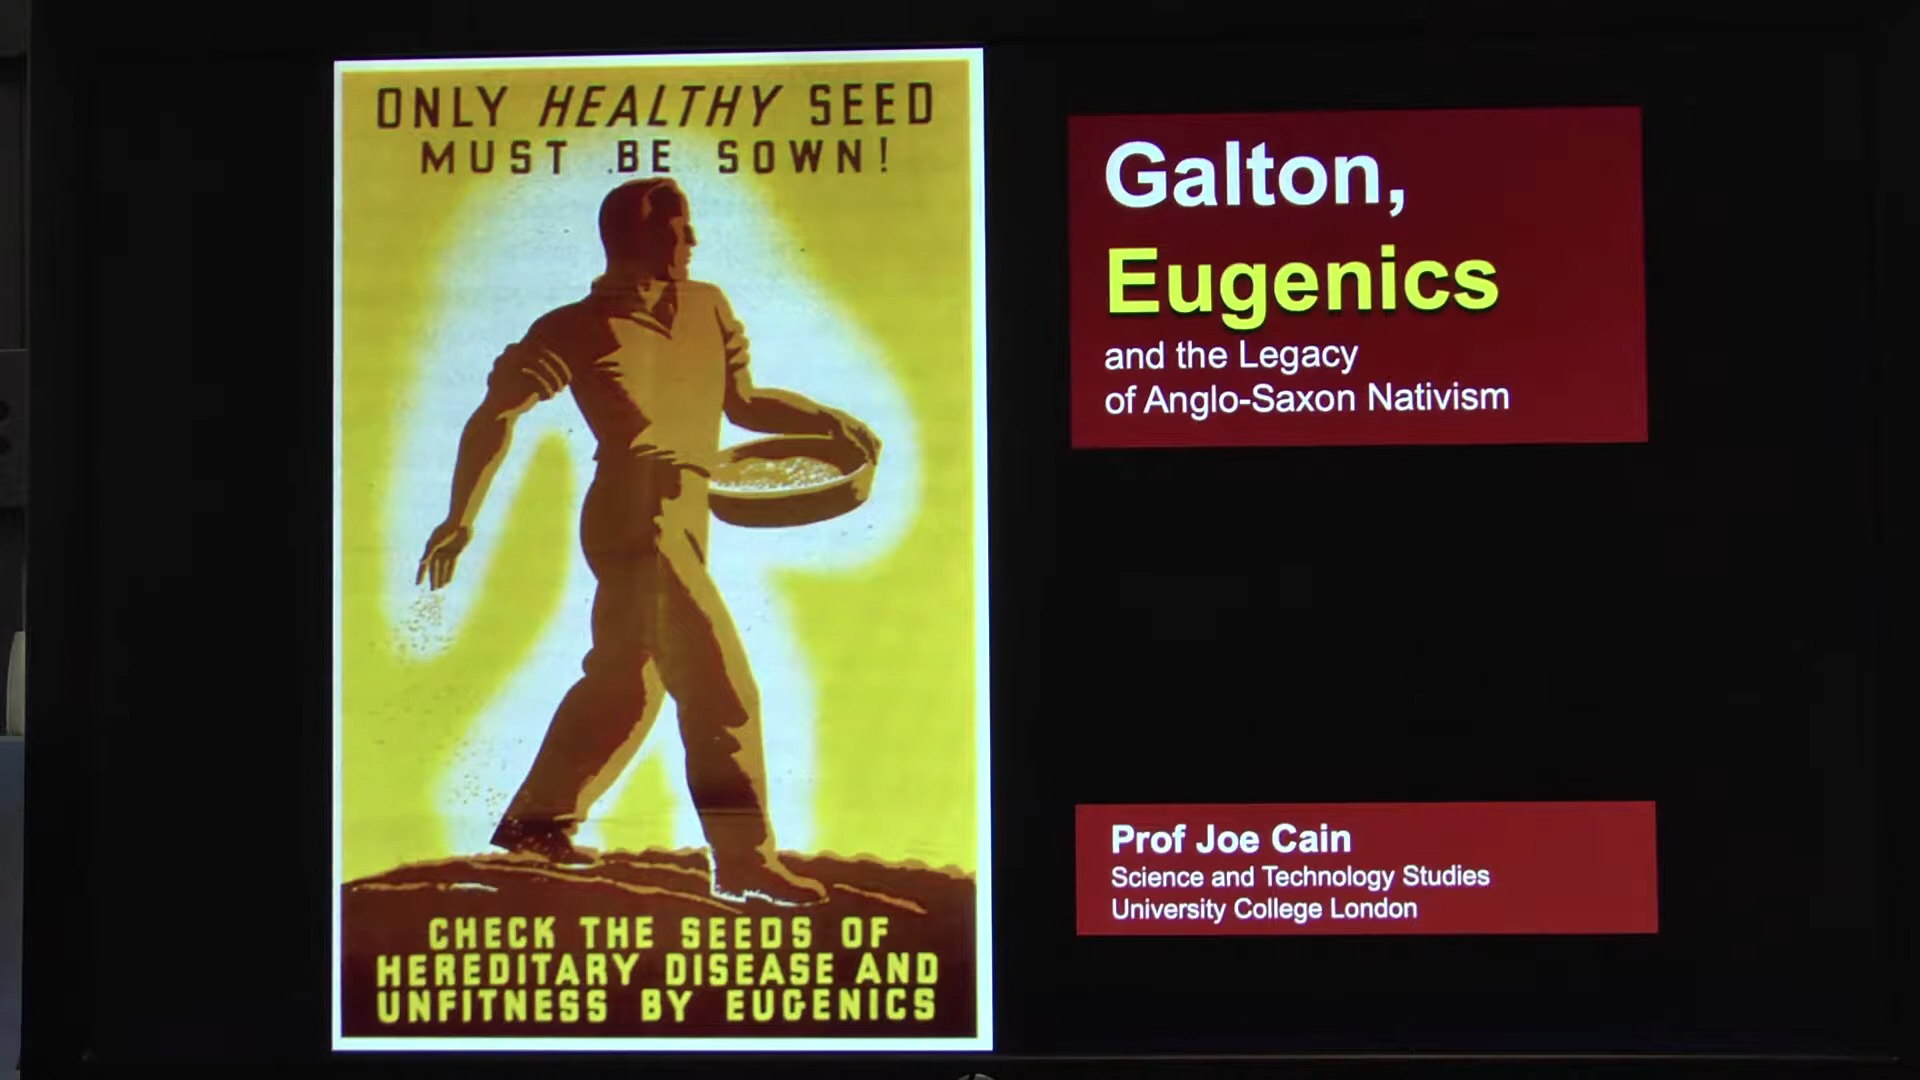 ONLY HEALTHY SEED
MUST BE SOWN!
CHECK THE SEEDS OF
HEREDITARY DISEASE AND
UNFITNESS BY EUGENICS
Galton,
Eugenics
and the Legacy
of Anglo-Saxon Nativism
Prof Joe Cain
Science and Technology Studies
University College London